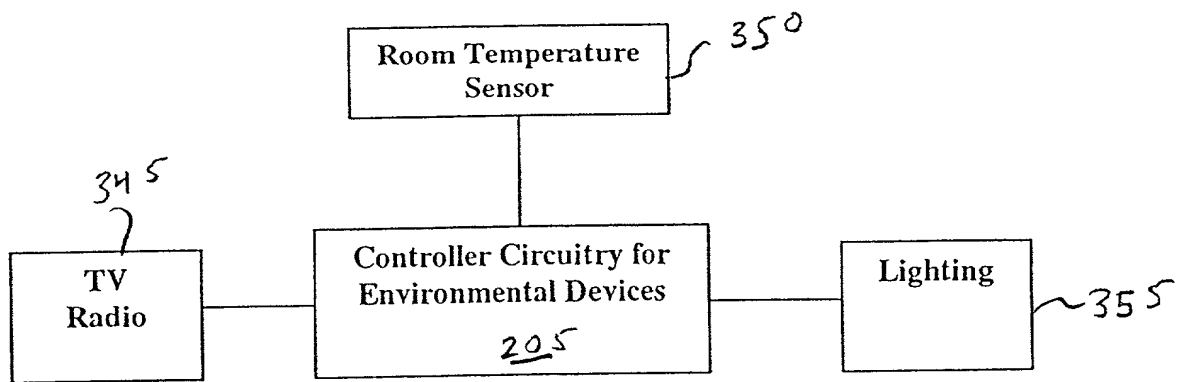 Room Temperature
Sensor
350
345
TV
Radio
Controller Circuitry for
Environmental Devices
205
Lighting
355